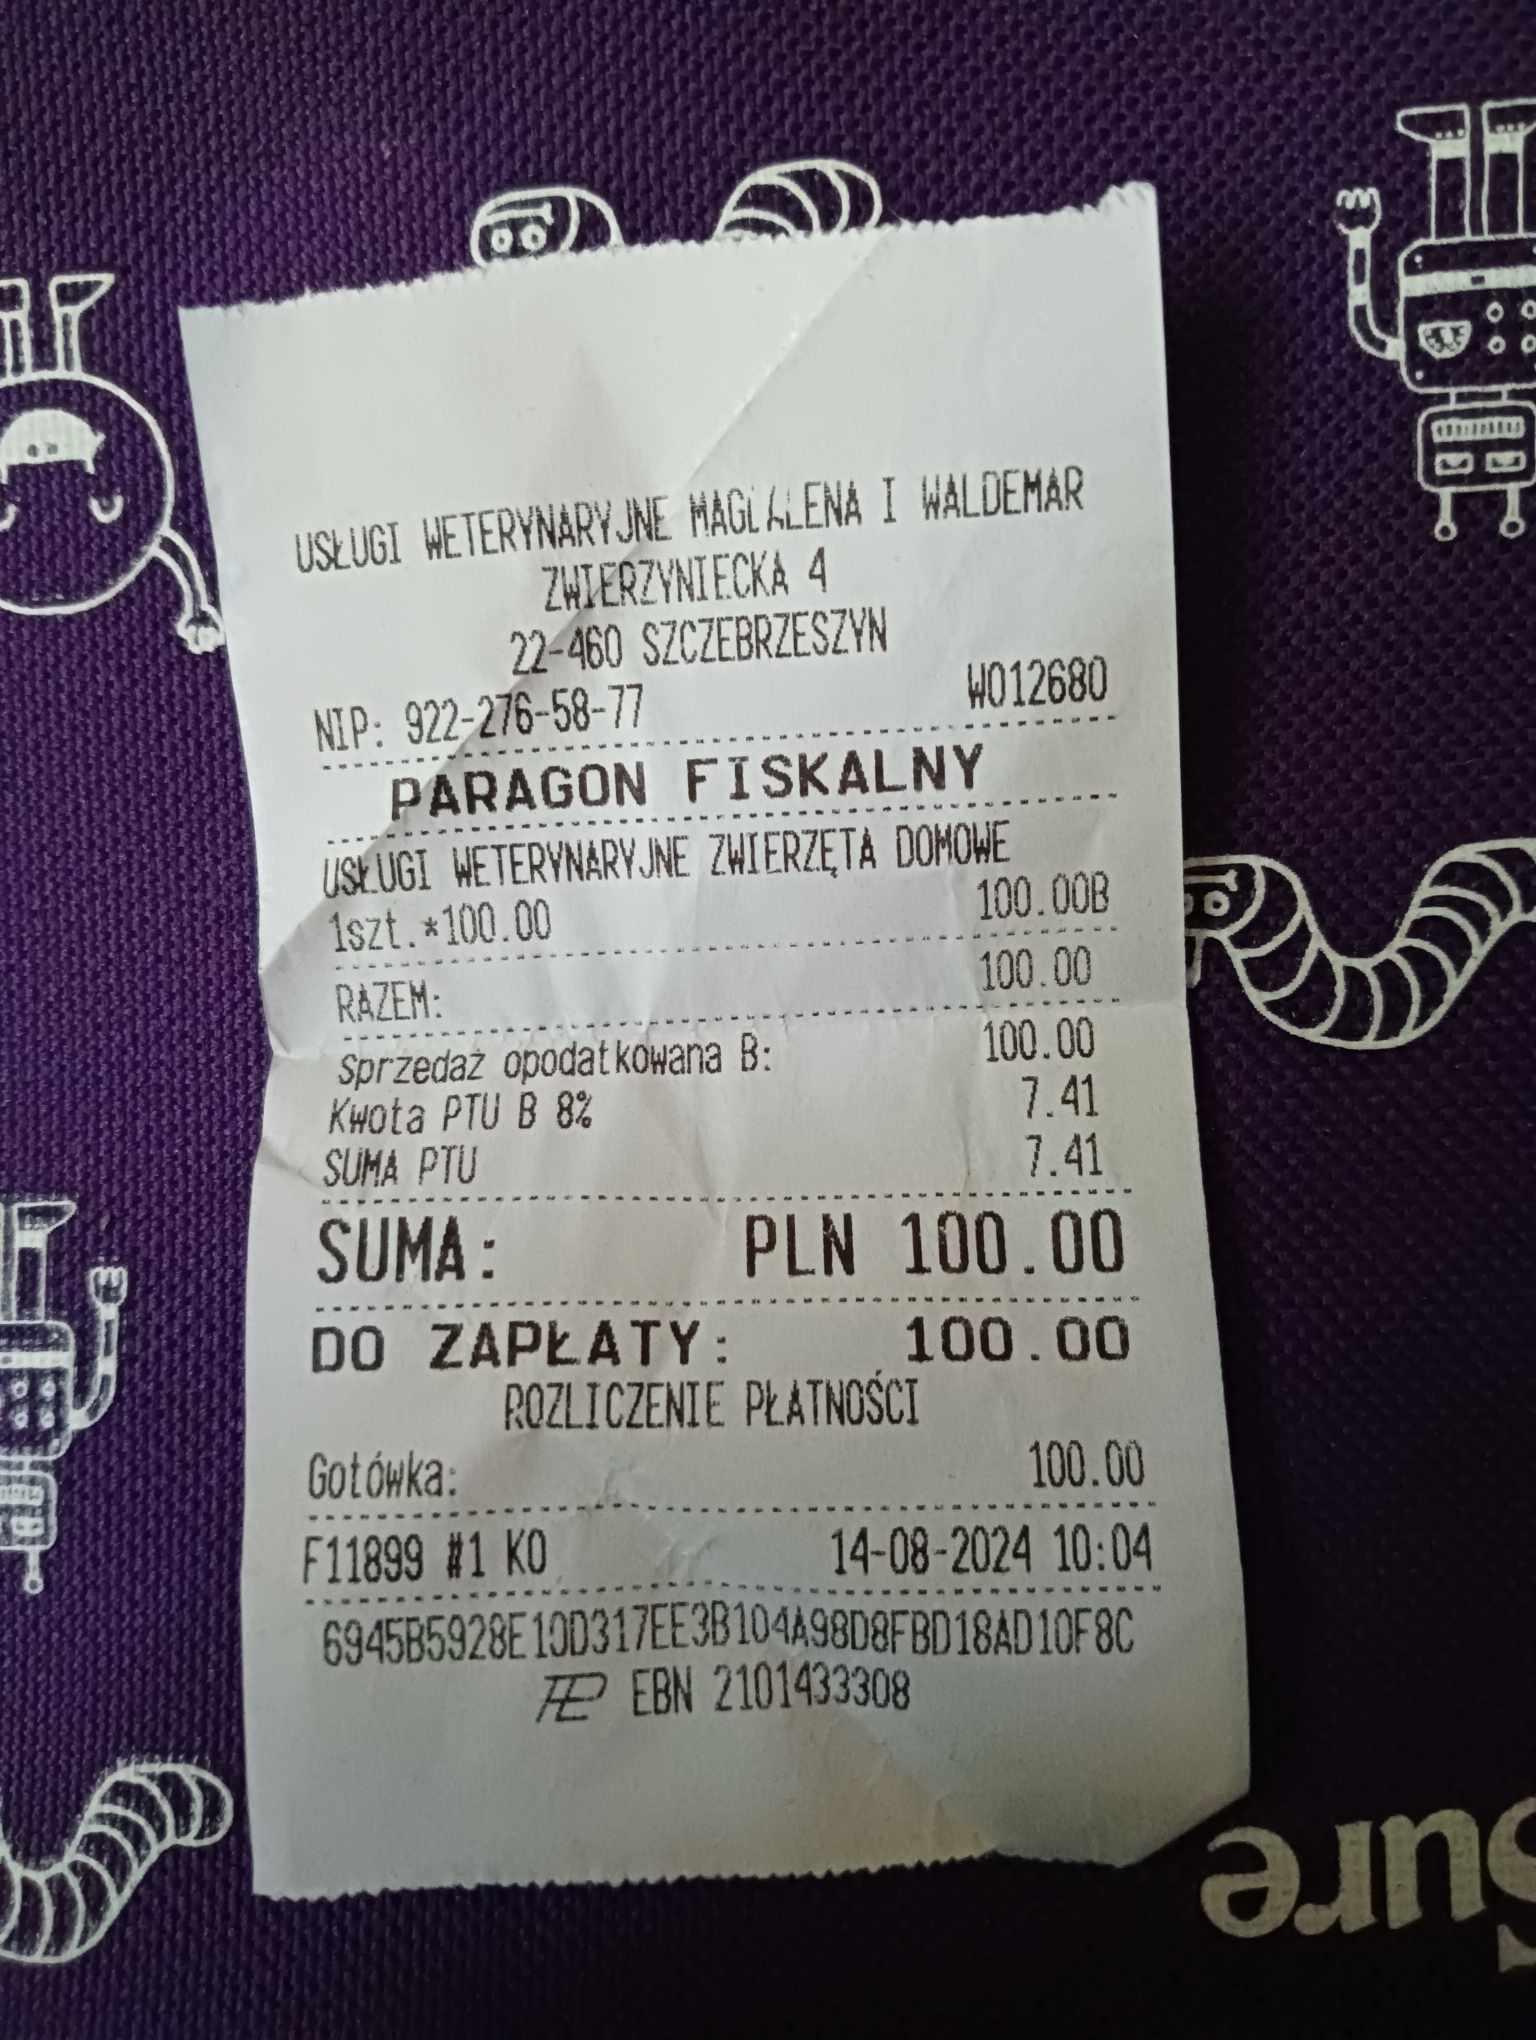 USŁUGI WETERYNARYJNE MAGDALENA I WALDEMAR
ZWIERZYNIECKA 4
22-460 SZCZEBRZESZYN
NIP: 922-276-58-77 W012680
PARAGON FISKALNY
USŁUGI WETERYNARYJNE ZWIERZĘTA DOMOWE
1szt.*100.00 100.00B
RAZEM: 100.00
Sprzedaż opodatkowana B: 100.00
Kwota PTU B 8% 7.41
SUMA PTU 7.41
SUMA: PLN 100.00
DO ZAPŁATY: 100.00
ROZLICZENIE PŁATNOŚCI
Gotówka: 100.00
F11899 #1 KO 14-08-2024 10:04
6945B5928E10D317EE3B104A98D8FBD18AD10F8C
EBN 2101433308